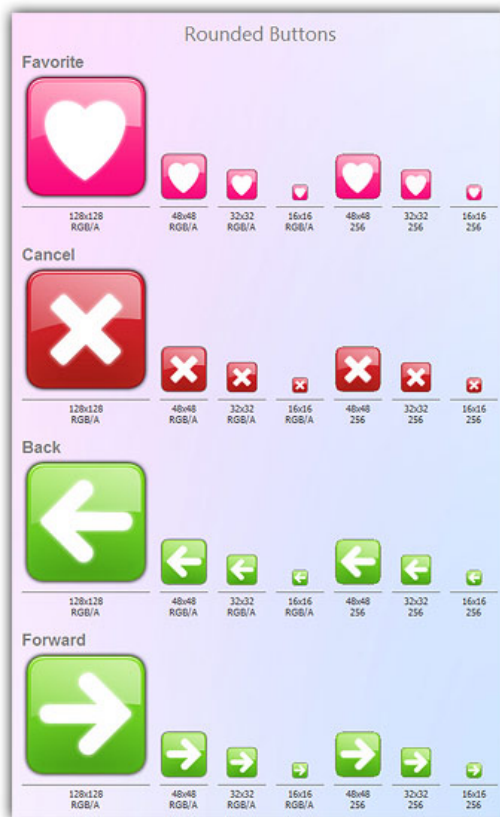 Rounded Buttons
Favorite
128x128 48x48 32x32 16x16 48x48 32x32 16x16
RGB/A RGB/A RGB/A RGB/A 256 256 256
Cancel
128x128 48x48 32x32 16x16 48x48 32x32 16x16
RGB/A RGB/A RGB/A RGB/A 256 256 256
Back
128x128 48x48 32x32 16x16 48x48 32x32 16x16
RGB/A RGB/A RGB/A RGB/A 256 256 256
Forward
128x128 48x48 32x32 16x16 48x48 32x32 16x16
RGB/A RGB/A RGB/A RGB/A 256 256 256